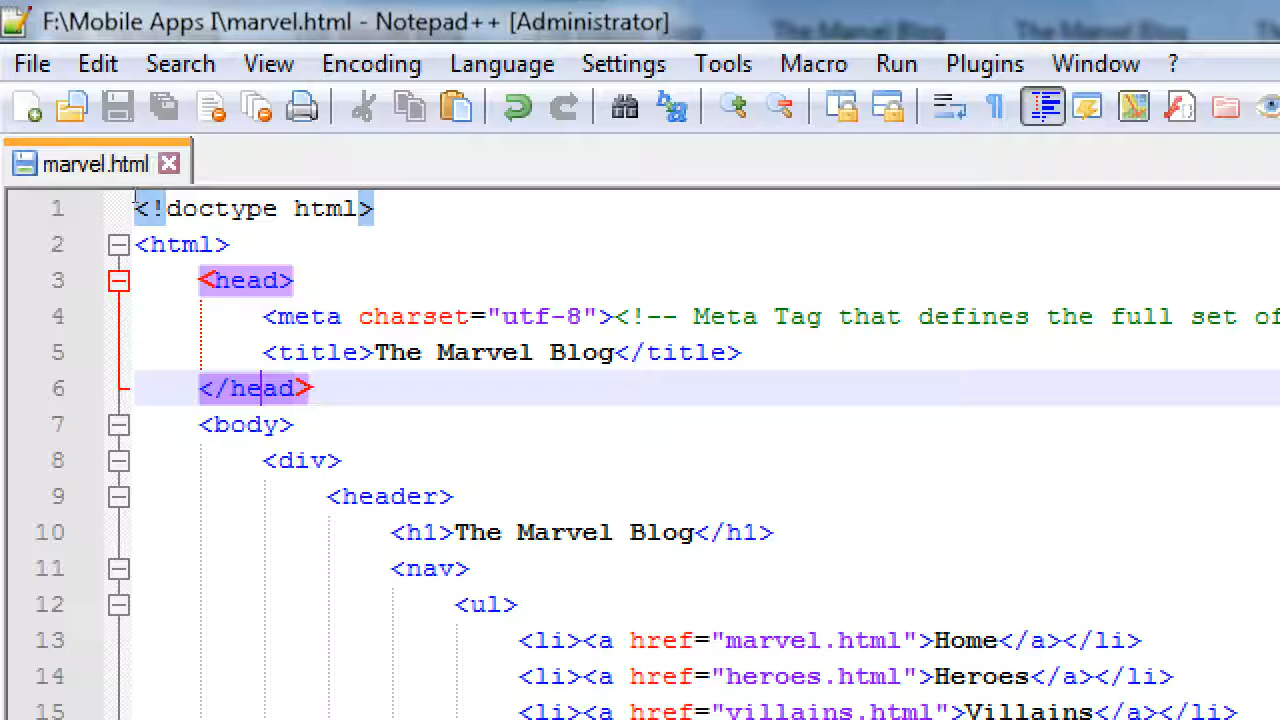 F:\Mobile Apps I\marvel.html - Notepad++ [Administrator]
File Edit Search View Encoding Language Settings Tools Macro Run Plugins Window ?
marvel.html
1 <!doctype html>
2 <html>
3 <head>
4 <meta charset="utf-8"><!-- Meta Tag that defines the full set of
5 <title>The Marvel Blog</title>
6 </head>
7 <body>
8 <div>
9 <header>
10 <h1>The Marvel Blog</h1>
11 <nav>
12 <ul>
13 <li><a href="marvel.html">Home</a></li>
14 <li><a href="heroes.html">Heroes</a></li>
15 <li><a href="villains.html">Villains</a></li>